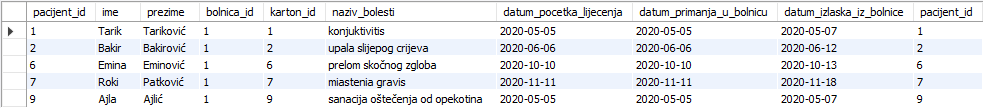 pacijent_id ime prezime bolnica_id karton_id naziv_bolesti datum_pocetka_lijecenja datum_primanja_u_bolnicu datum_izlaska_iz_bolnice pacijent_id
1 Tarik Tariković 1 1 konjuktivitis 2020-05-05 2020-05-05 2020-05-07 1
2 Bakir Bakirović 1 2 upala slijepog crijeva 2020-06-06 2020-06-06 2020-06-12 2
6 Emina Eminović 1 6 prelom skočnog zgloba 2020-10-10 2020-10-10 2020-10-13 6
7 Roki Patković 1 7 miastenia gravis 2020-11-11 2020-11-11 2020-11-18 7
9 Ajla Ajlić 1 9 sanacija oštečenja od opekotina 2020-05-05 2020-05-05 2020-05-07 9